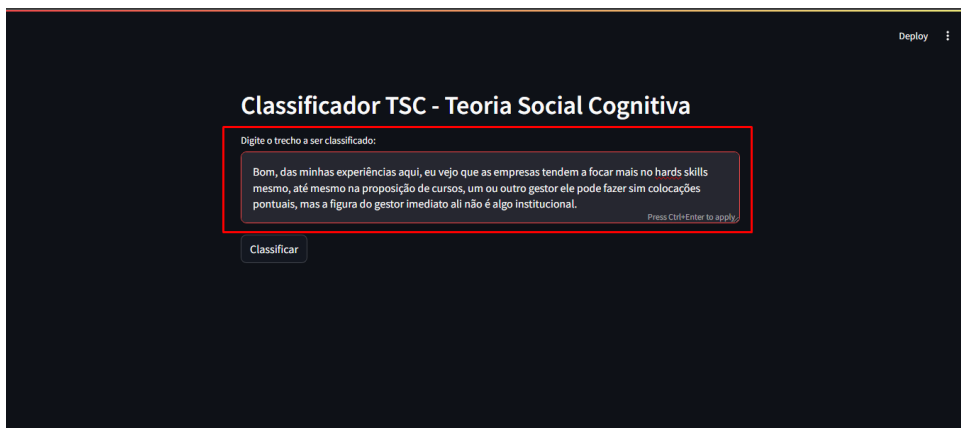 Deploy
Classificador TSC - Teoria Social Cognitiva
Digite o trecho a ser classificado:
Bom, das minhas experiências aqui, eu vejo que as empresas tendem a focar mais no hards skills
mesmo, até mesmo na proposição de cursos, um ou outro gestor ele pode fazer sim colocações
pontuais, mas a figura do gestor imediato ali não é algo institucional.
Press Ctrl+Enter to apply
Classificar